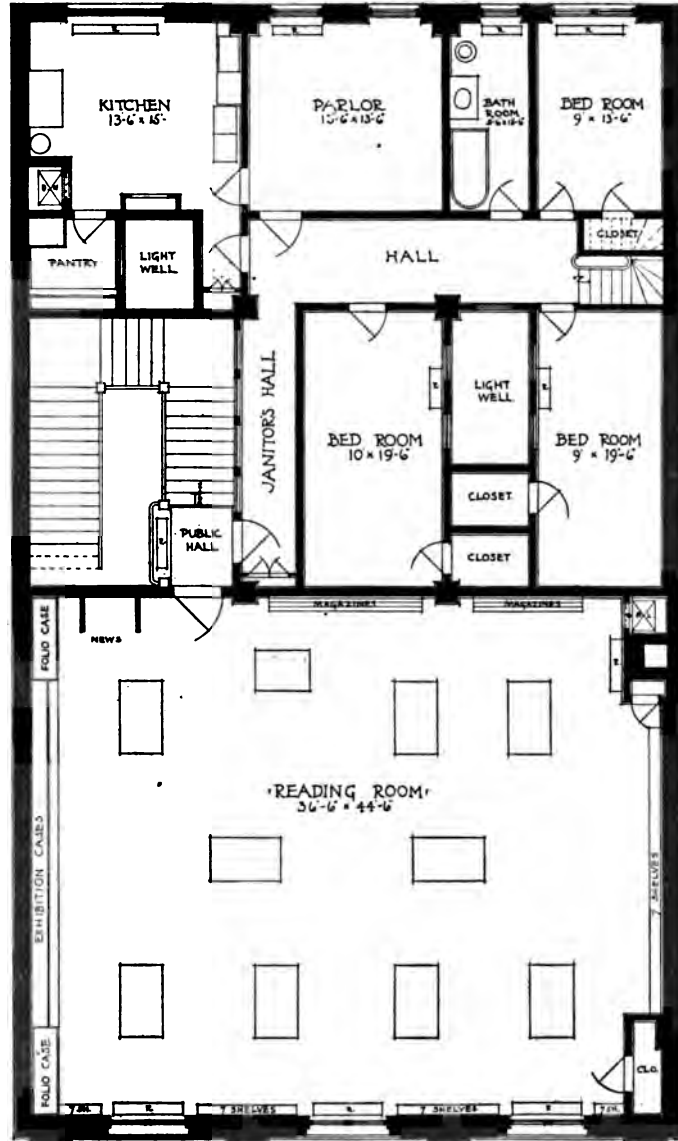 KITCHEN
13-6 x 15-
PARLOR
BATH
ROOM
BED ROOM
9' x 13-6"
PANTRY
LIGHT
WELL
HALL
CLOSET
JANITOR'S HALL
BED ROOM
10' x 19-6"
LIGHT
WELL
BED ROOM
9' x 19-6"
CLOSET
CLOSET
PUBLIC
HALL
FOLIO CASE
NEWS
MAGAZINES
MAGAZINES
READING ROOM
36'-6" x 44'-6"
EXHIBITION CASES
7 SHELVES
FOLIO CASE
CLO.
7 SH.
R
7 SHELVES
R
7 SHELVES
R
7 SH.